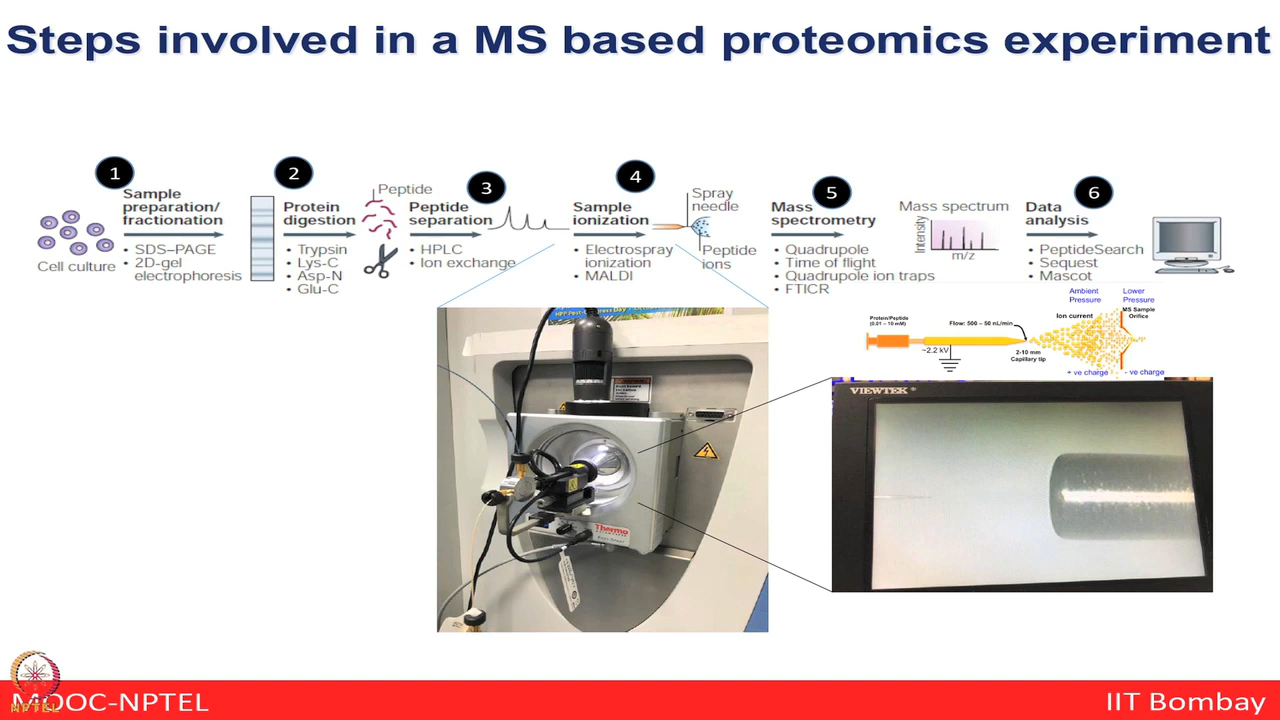 Steps involved in a MS based proteomics experiment
1
Sample
preparation/
fractionation
• SDS–PAGE
• 2D-gel
electrophoresis
Cell culture
2
Protein
digestion
• Trypsin
• Lys-C
• Asp-N
• Glu-C
Peptide
3
Peptide
separation
• HPLC
• Ion exchange
4
Sample
ionization
• Electrospray
ionization
• MALDI
Spray
needle
Peptide
ions
5
Mass
spectrometry
• Quadrupole
• Time of flight
• Quadrupole ion traps
• FTICR
Mass spectrum
Intensity
m/z
6
Data
analysis
• PeptideSearch
• Sequest
• Mascot
Ambient
Pressure
Lower
Pressure
Protein/Peptide
(0.01 – 10 mM)
Flow: 500 – 50 nL/min
Ion current
MS Sample
Orifice
~2.2 kV
2-10 mm
Capillary tip
+ ve charge
- ve charge
VIEWTEK
Thermo
MOOC-NPTEL
NPTEL
IIT Bombay